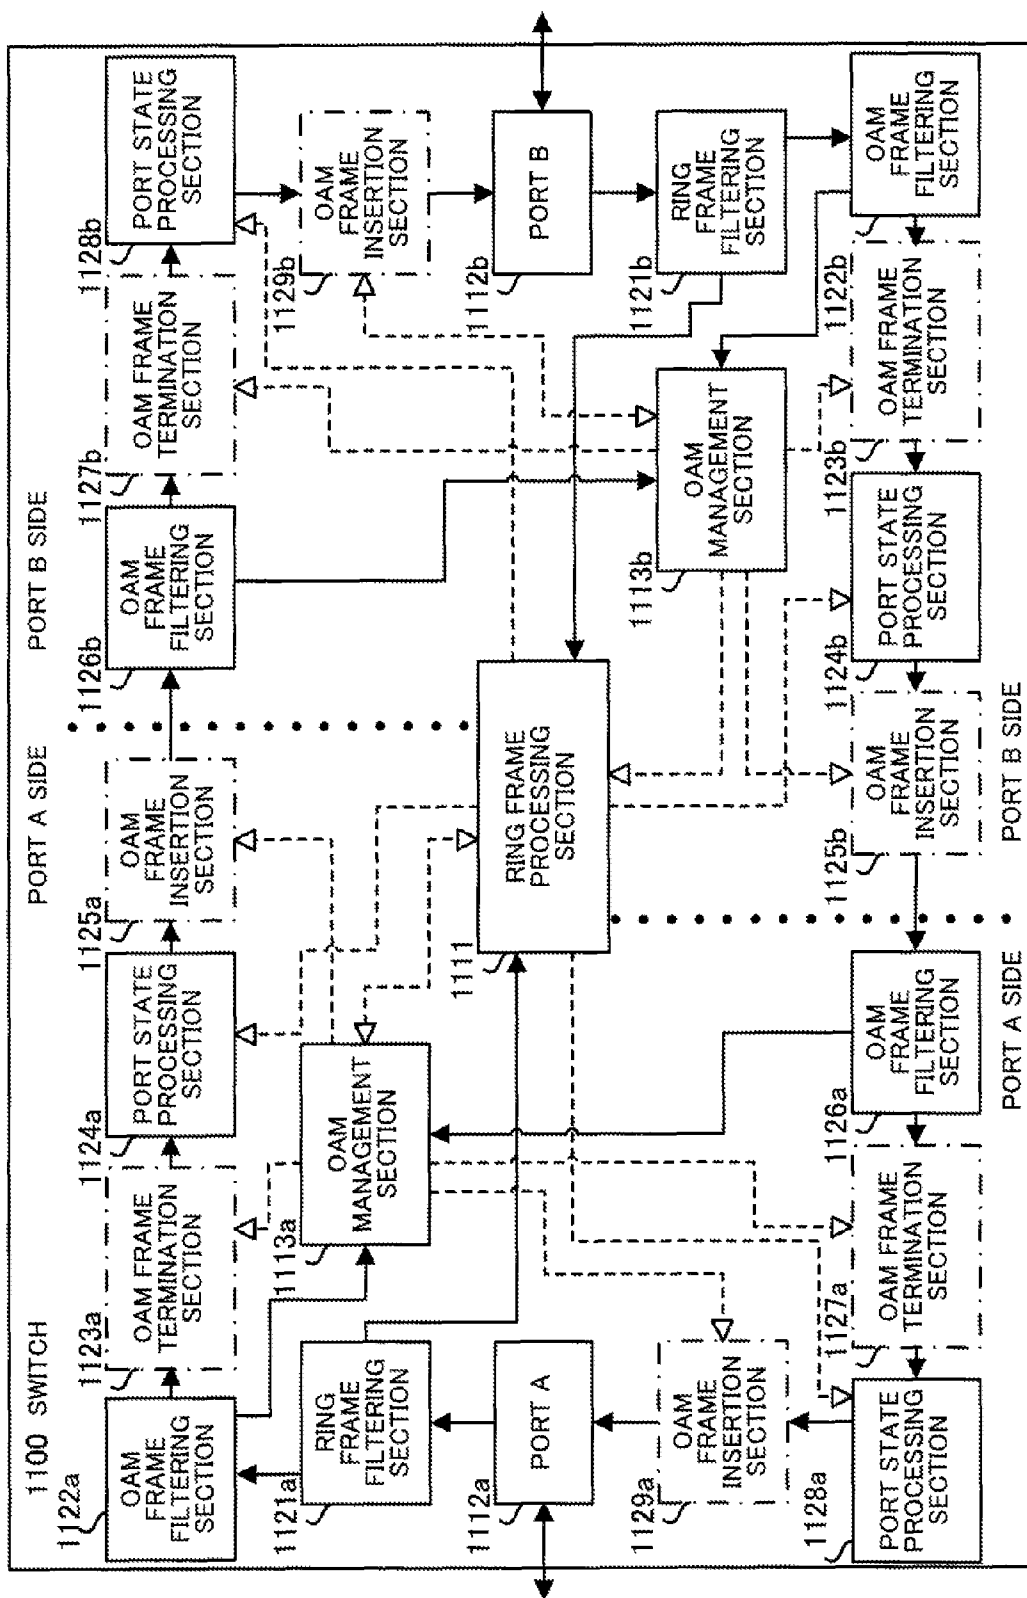 1100 SWITCH
PORT A SIDE
PORT B SIDE
1122a
OAM
FRAME
FILTERING
SECTION
1123a
OAM FRAME
TERMINATION
SECTION
1124a
PORT STATE
PROCESSING
SECTION
1125a
OAM
FRAME
INSERTION
SECTION
1126b
OAM
FRAME
FILTERING
SECTION
1127b
OAM FRAME
TERMINATION
SECTION
1128b
PORT STATE
PROCESSING
SECTION
1121a
RING
FRAME
FILTERING
SECTION
1113a
OAM
MANAGEMENT
SECTION
1129b
OAM
FRAME
INSERTION
SECTION
1112a
PORT A
1111
RING FRAME
PROCESSING
SECTION
1112b
PORT B
1129a
OAM
FRAME
INSERTION
SECTION
1113b
OAM
MANAGEMENT
SECTION
1121b
RING
FRAME
FILTERING
SECTION
1128a
PORT STATE
PROCESSING
SECTION
1127a
OAM FRAME
TERMINATION
SECTION
1126a
OAM
FRAME
FILTERING
SECTION
1125b
OAM
FRAME
INSERTION
SECTION
1124b
PORT STATE
PROCESSING
SECTION
1123b
OAM FRAME
TERMINATION
SECTION
1122b
OAM
FRAME
FILTERING
SECTION
PORT A SIDE
PORT B SIDE